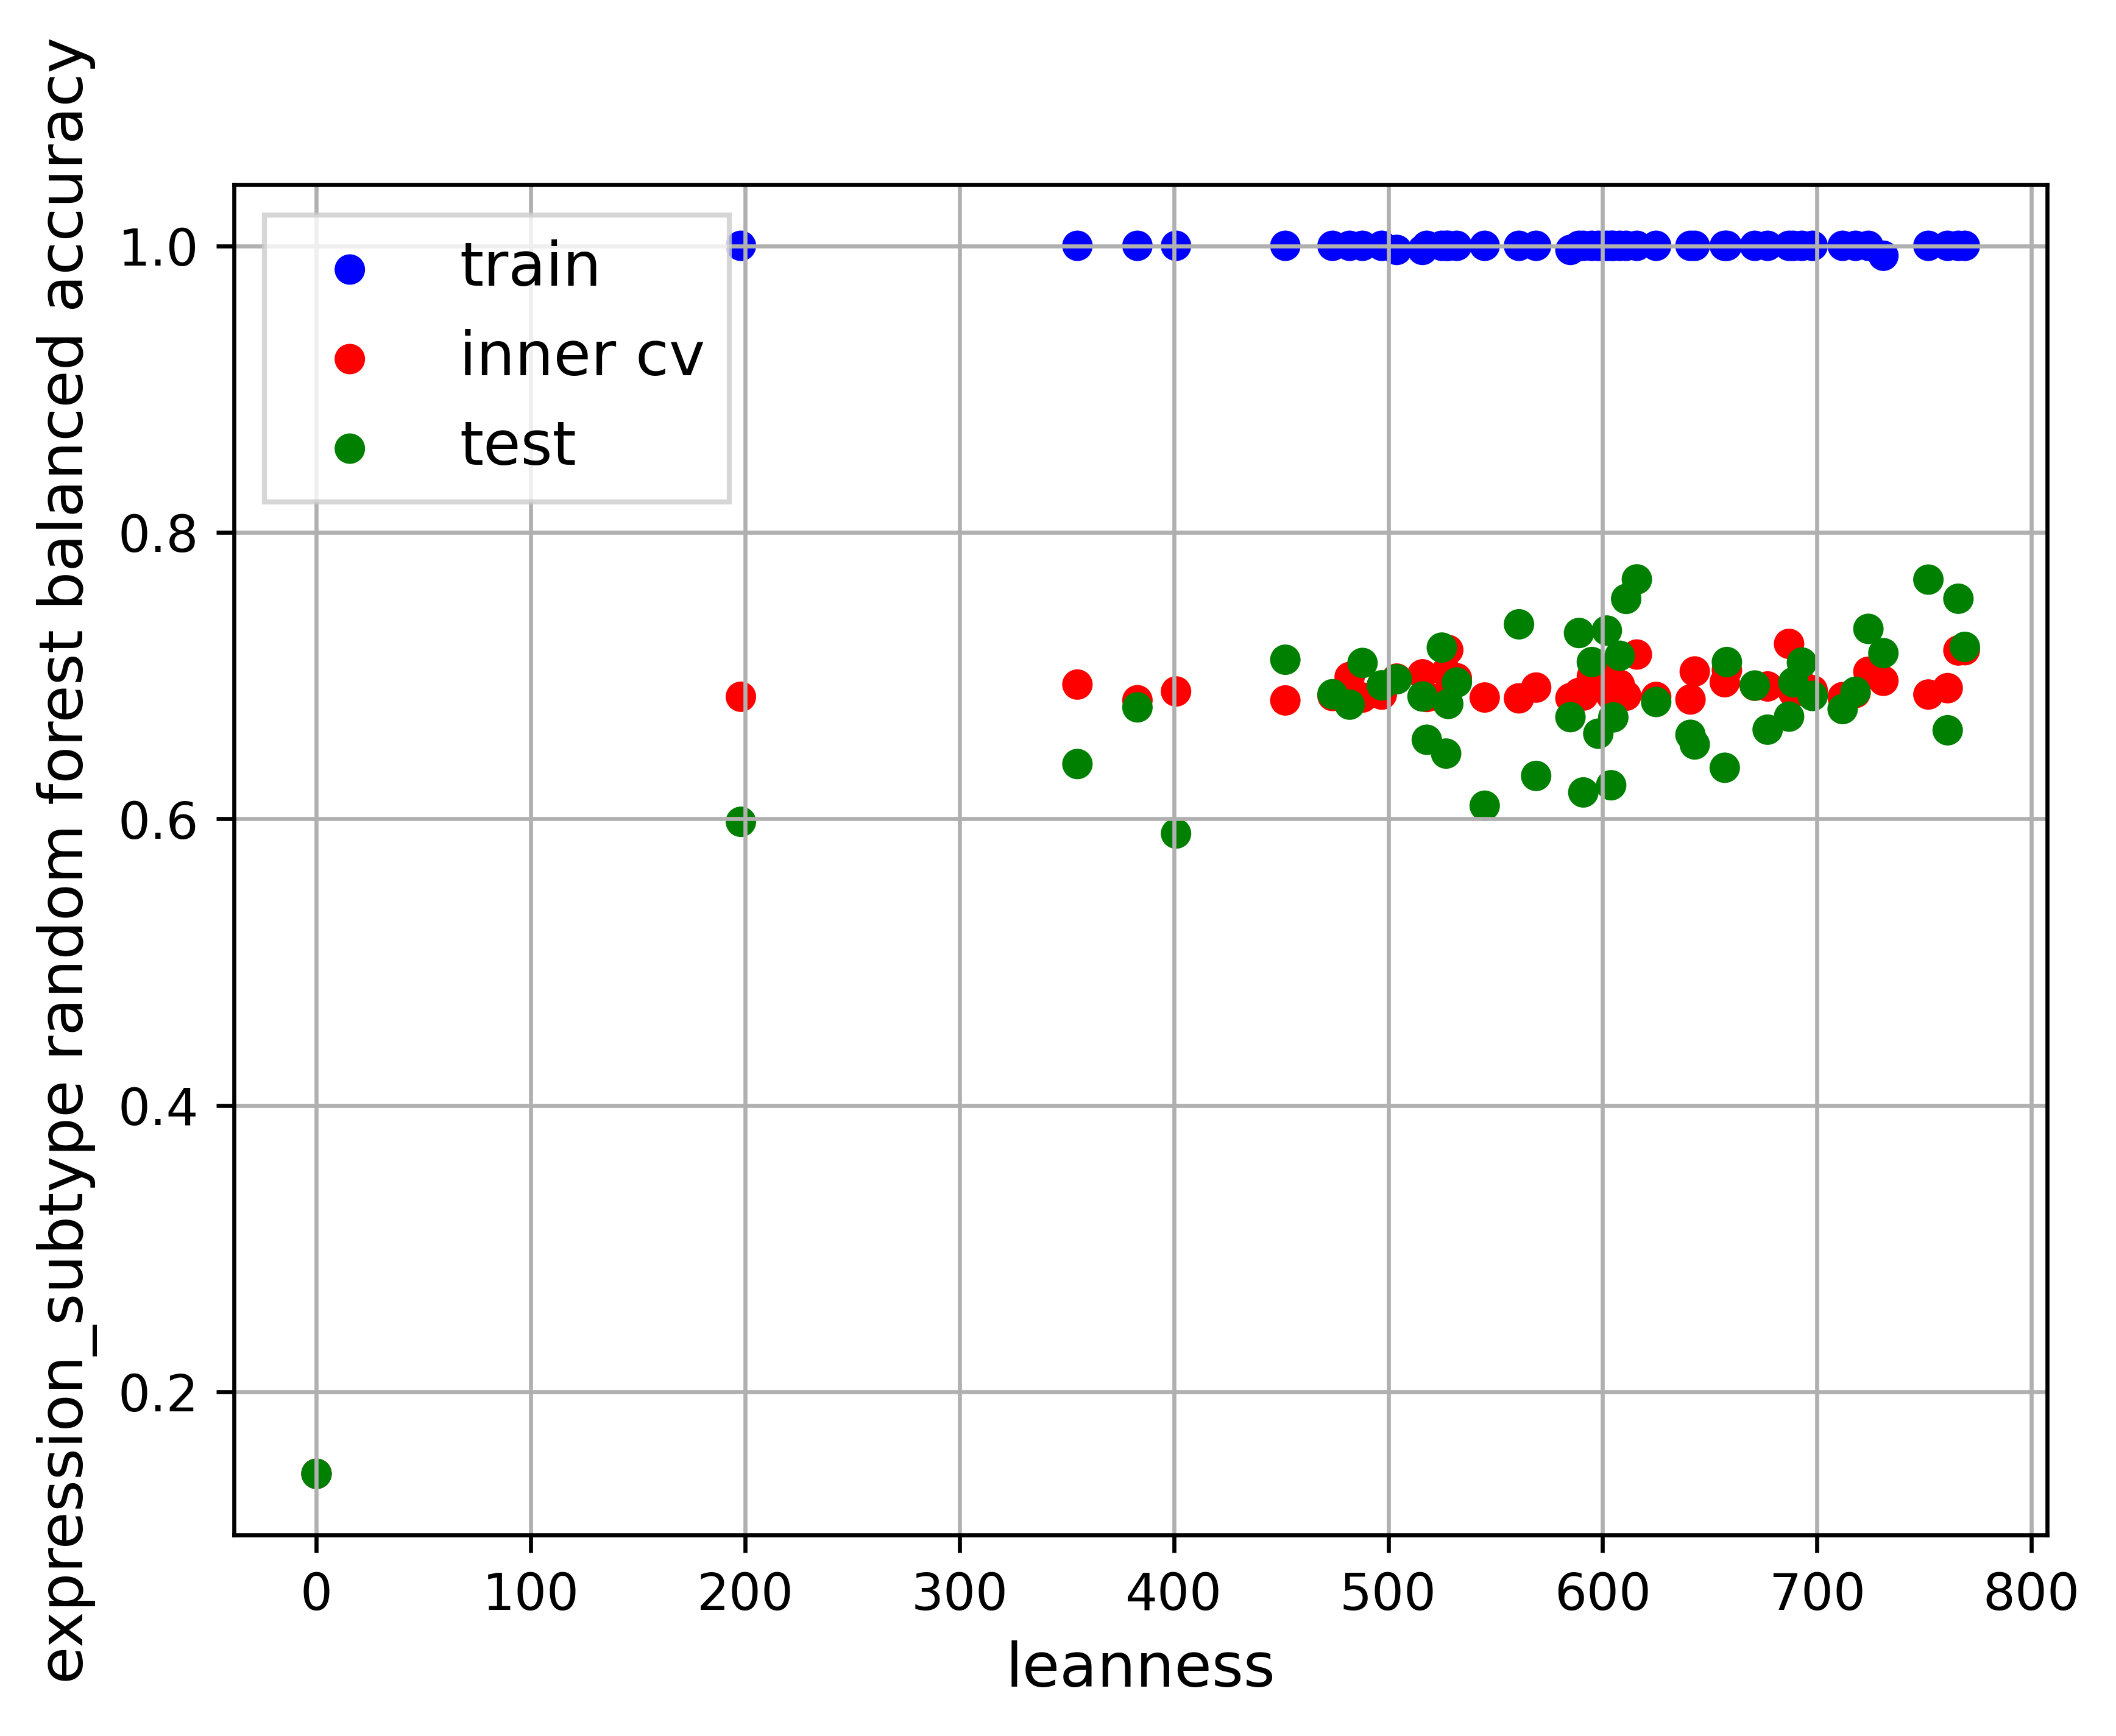 expression_subtype random forest balanced accuracy
1.0
0.8
0.6
0.4
0.2
train
inner cv
test
0 100 200 300 400 500 600 700 800
leanness